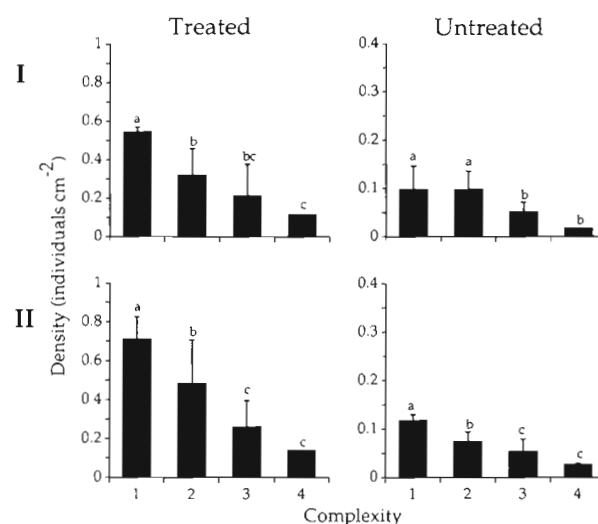 Treated Untreated
I
1 0.8 0.6 0.4 0.2 0
a b bc c
0.4 0.3 0.2 0.1 0
a a b b
Density (individuals cm-2)
II
1 0.8 0.6 0.4 0.2 0
a b c c
0.4 0.3 0.2 0.1 0
a b c c
1 2 3 4 1 2 3 4
Complexity